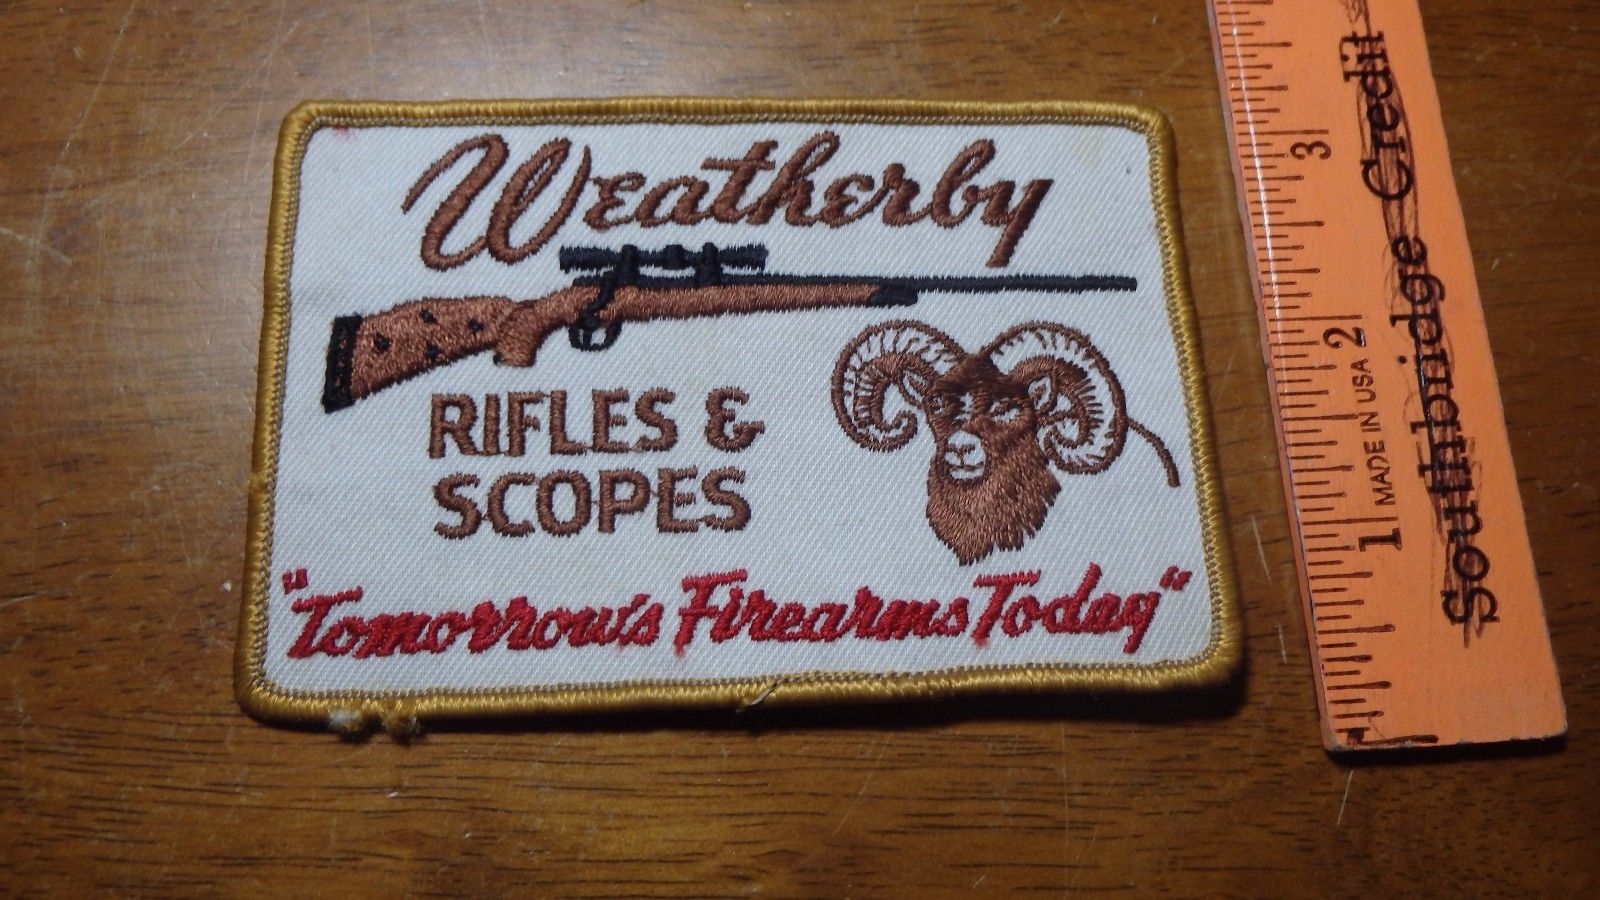 Weatherby
RIFLES &
SCOPES
"Tomorrow's Firearms Today"
1 2 3
MADE IN USA
Southbridge Credit